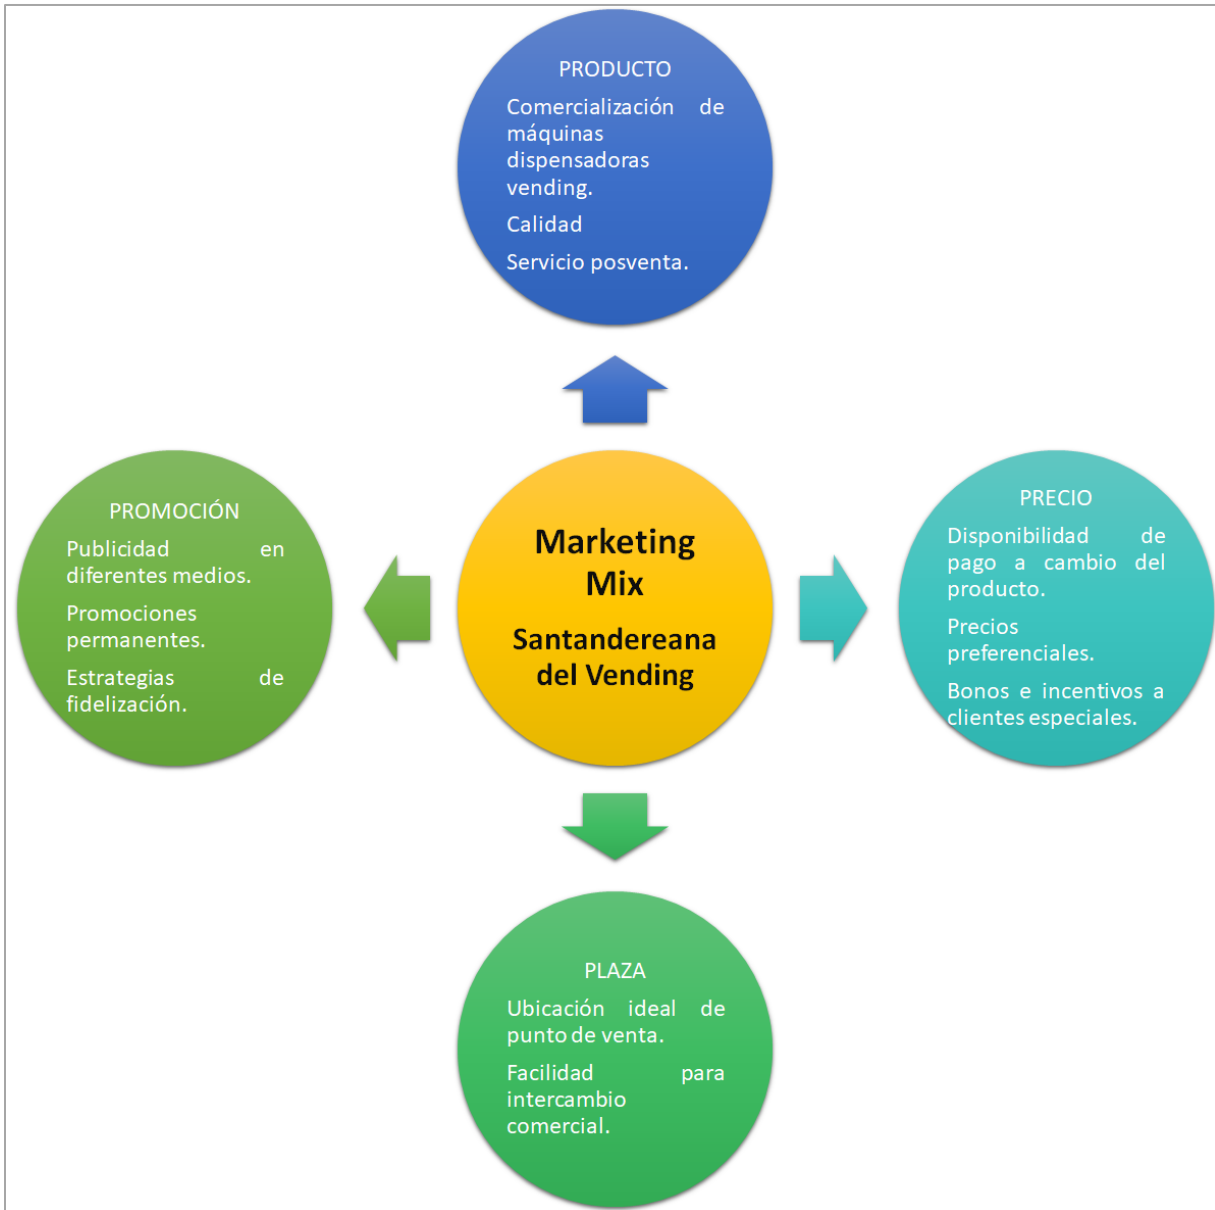 PRODUCTO
Comercialización de
máquinas
dispensadoras
vending.
Calidad
Servicio posventa.
PROMOCIÓN
Publicidad en
diferentes medios.
Promociones
permanentes.
Estrategias de
fidelización.
Marketing
Mix
Santandereana
del Vending
PRECIO
Disponibilidad de
pago a cambio del
producto.
Precios
preferenciales.
Bonos e incentivos a
clientes especiales.
PLAZA
Ubicación ideal de
punto de venta.
Facilidad para
intercambio
comercial.